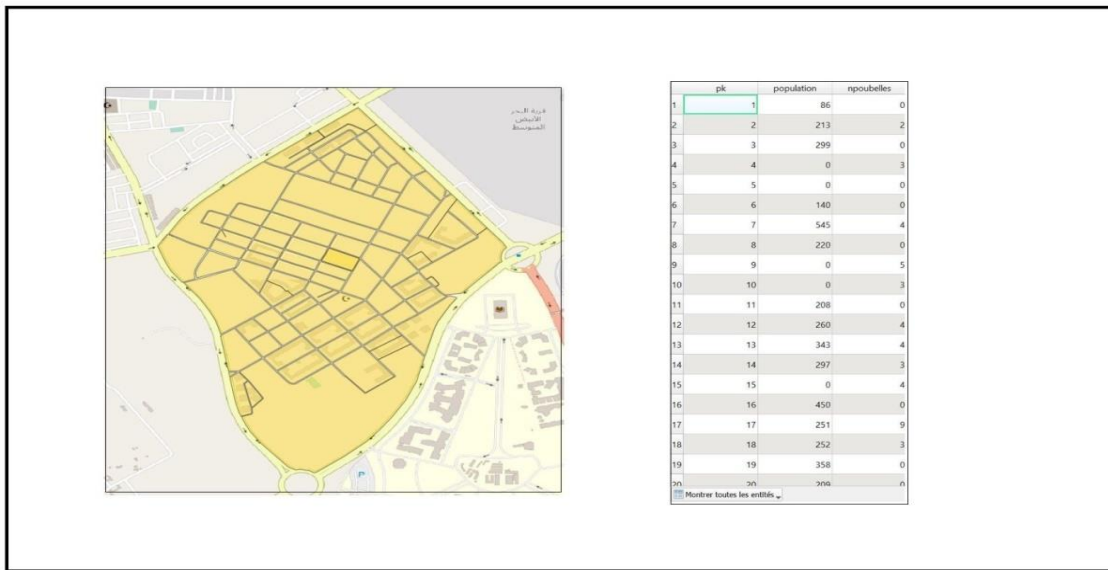 قرية البحر
الأبيض
المتوسط
pk population npoubelles
1 1 86 0
2 2 213 2
3 3 299 0
4 4 0 3
5 5 0 0
6 6 140 0
7 7 545 4
8 8 220 0
9 9 0 5
10 10 0 3
11 11 208 0
12 12 260 4
13 13 343 4
14 14 297 3
15 15 0 4
16 16 450 0
17 17 251 9
18 18 252 3
19 19 358 0
20 20 209 0
Montrer toutes les entités